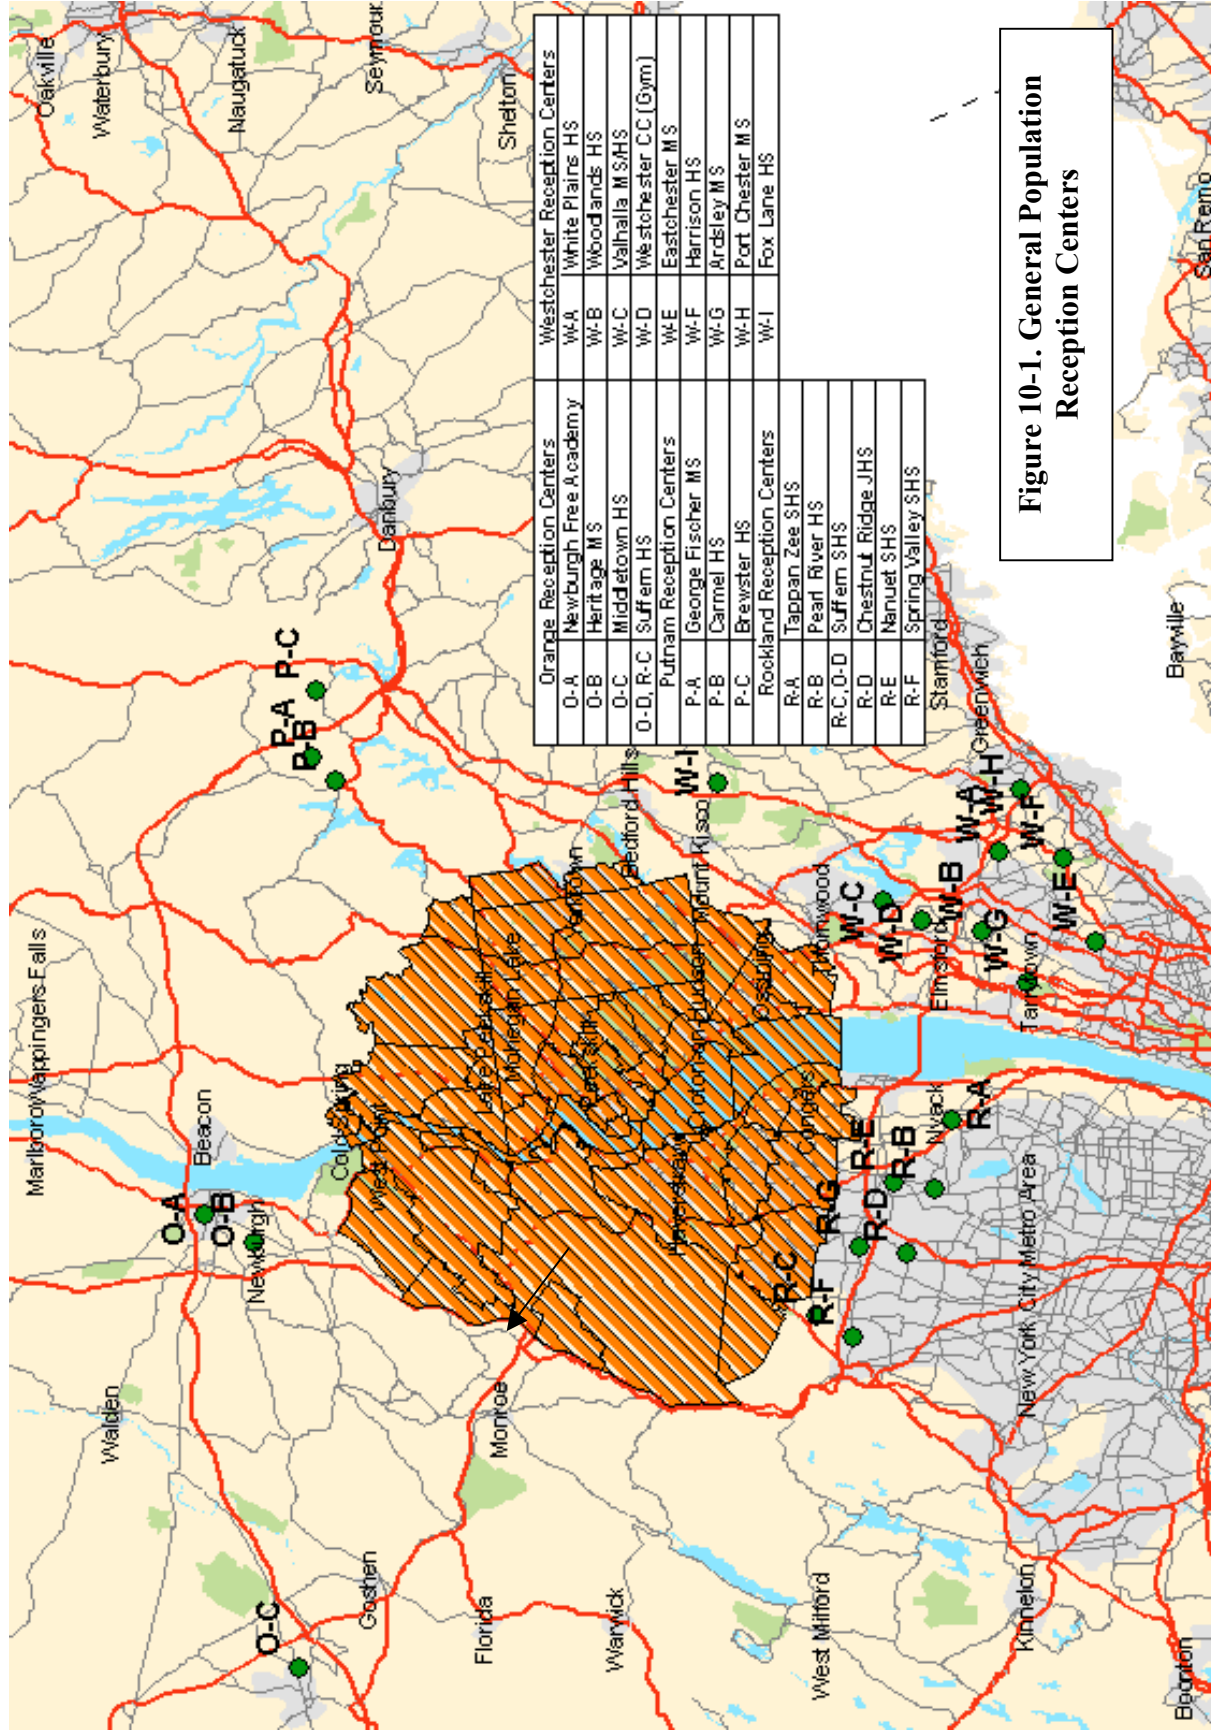 Marlboro
Wappingers Falls
Oakville
Waterbury
Naugatuck
Seymour
Shelton
Walden
Beacon
O-A
O-B
Newburgh
P-A
P-B
P-C
Danbury
O-C
Goshen
Cold Spring
West Point
Florida
Monroe
Lake Peekskill
Mohegan Lake
Yorktown
Peekskill
Bedford Hills
Warwick
Haverstraw
Croton-on-Hudson
Mount Kisco
W-I
Ossining
Congers
Thornwood
West Milford
R-C
R-F
R-G
R-D
R-E
R-B
R-A
Nyack
W-C
W-D
W-B
W-G
W-A
W-H
W-F
W-E
Elmsford
Tarrytown
Stamford
Greenwich
New York City Metro Area
Kinnelon
Boonton
Bayville
San Remo
Orange Reception Centers
O-A Newburgh Free Academy
O-B Heritage MS
O-C Middletown HS
O-D, R-C Suffern HS
Putnam Reception Centers
P-A George Fischer MS
P-B Carmel HS
P-C Brewster HS
Rockland Reception Centers
R-A Tappan Zee SHS
R-B Pearl River HS
R-C, O-D Suffern SHS
R-D Chestnut Ridge JHS
R-E Nanuet SHS
R-F Spring Valley SHS
Westchester Reception Centers
W-A White Plains HS
W-B Woodlands HS
W-C Valhalla MS/HS
W-D Westchester CC (Gym)
W-E Eastchester MS
W-F Harrison HS
W-G Ardsley MS
W-H Port Chester MS
W-I Fox Lane HS
Figure 10-1. General Population
Reception Centers